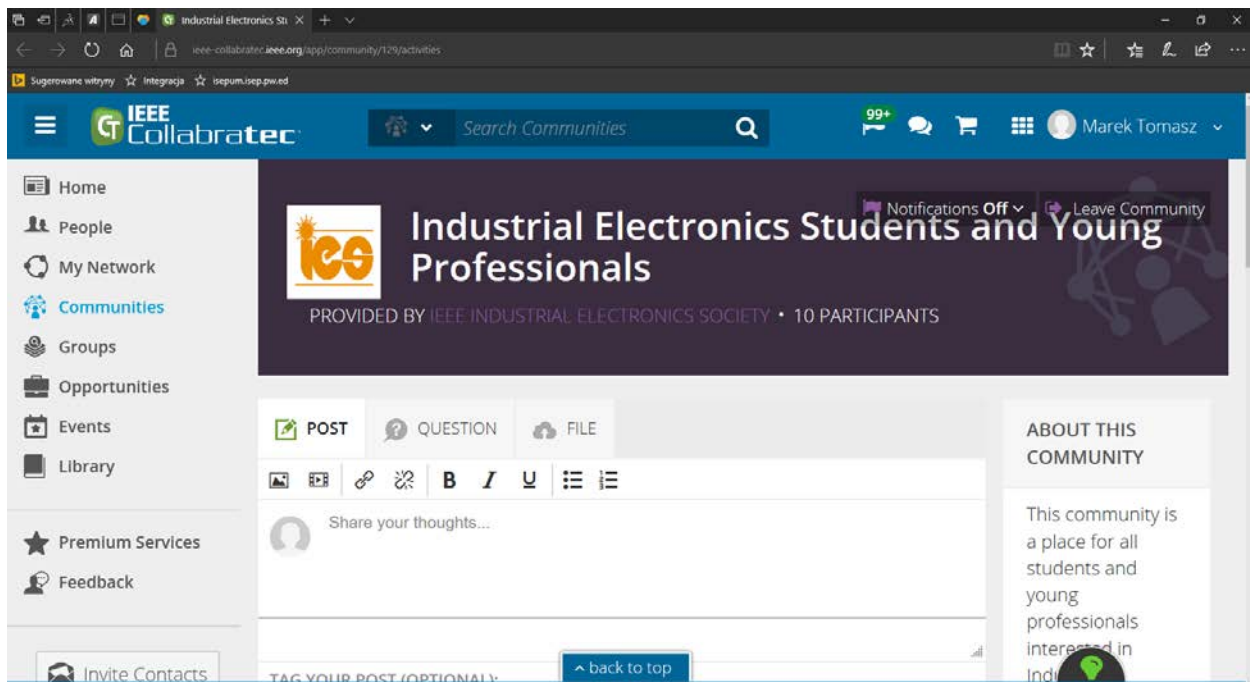 Industrial Electronics Stu
ieee-collabratec.ieee.org/app/community/129/activities
Sugerowane witryny Integracja isepum.isep.pw.ed
IEEE
Collabratec
Search Communities
99+
Marek Tomasz
Home
People
My Network
Communities
Groups
Opportunities
Events
Library
Premium Services
Feedback
Invite Contacts
Notifications Off
Leave Community
ies
Industrial Electronics Students and Young
Professionals
PROVIDED BY IEEE INDUSTRIAL ELECTRONICS SOCIETY • 10 PARTICIPANTS
POST QUESTION FILE
B I U
Share your thoughts...
TAG YOUR POST (OPTIONAL):
back to top
ABOUT THIS
COMMUNITY
This community is
a place for all
students and
young
professionals
interested in